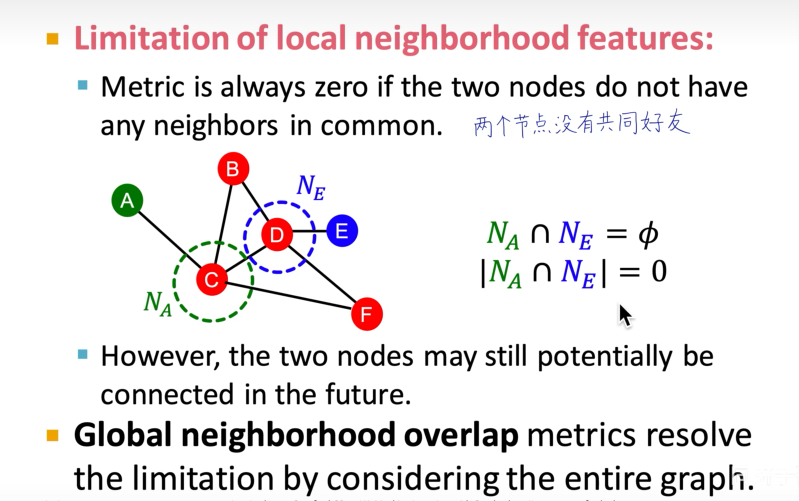 Limitation of local neighborhood features:
Metric is always zero if the two nodes do not have
any neighbors in common. 两个节点没有共同好友
B
N_E
A
D
E
N_A ∩ N_E = ϕ
|N_A ∩ N_E| = 0
C
N_A
F
However, the two nodes may still potentially be
connected in the future.
Global neighborhood overlap metrics resolve
the limitation by considering the entire graph.